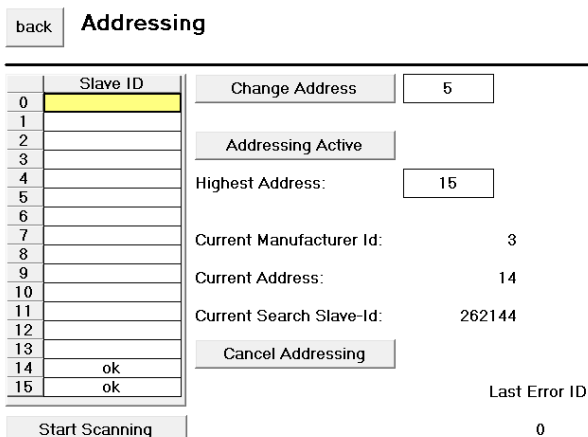 back Addressing
Slave ID
0
1
2
3
4
5
6
7
8
9
10
11
12
13
14 ok
15 ok
Start Scanning
Change Address 5
Addressing Active
Highest Address: 15
Current Manufacturer Id: 3
Current Address: 14
Current Search Slave-Id: 262144
Cancel Addressing
Last Error ID
0